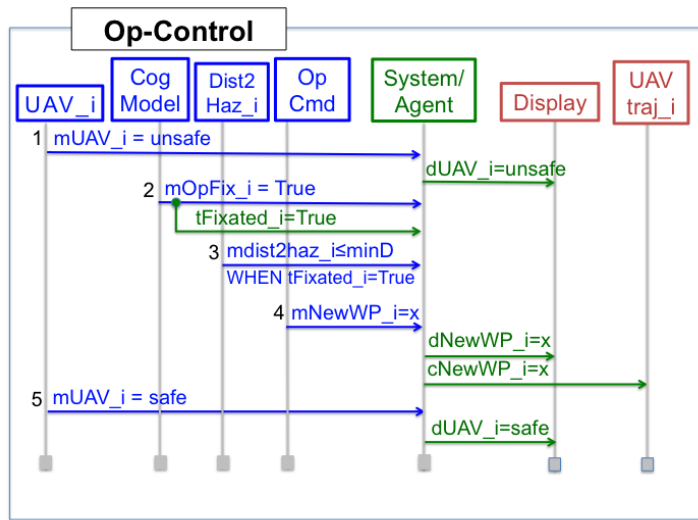 Op-Control
UAV_i
Cog
Model
Dist2
Haz_i
Op
Cmd
System/
Agent
Display
UAV
traj_i
1 mUAV_i = unsafe
dUAV_i=unsafe
2 mOpFix_i = True
tFixated_i=True
3 mdist2haz_i≤minD
WHEN tFixated_i=True
4 mNewWP_i=x
dNewWP_i=x
cNewWP_i=x
5 mUAV_i = safe
dUAV_i=safe